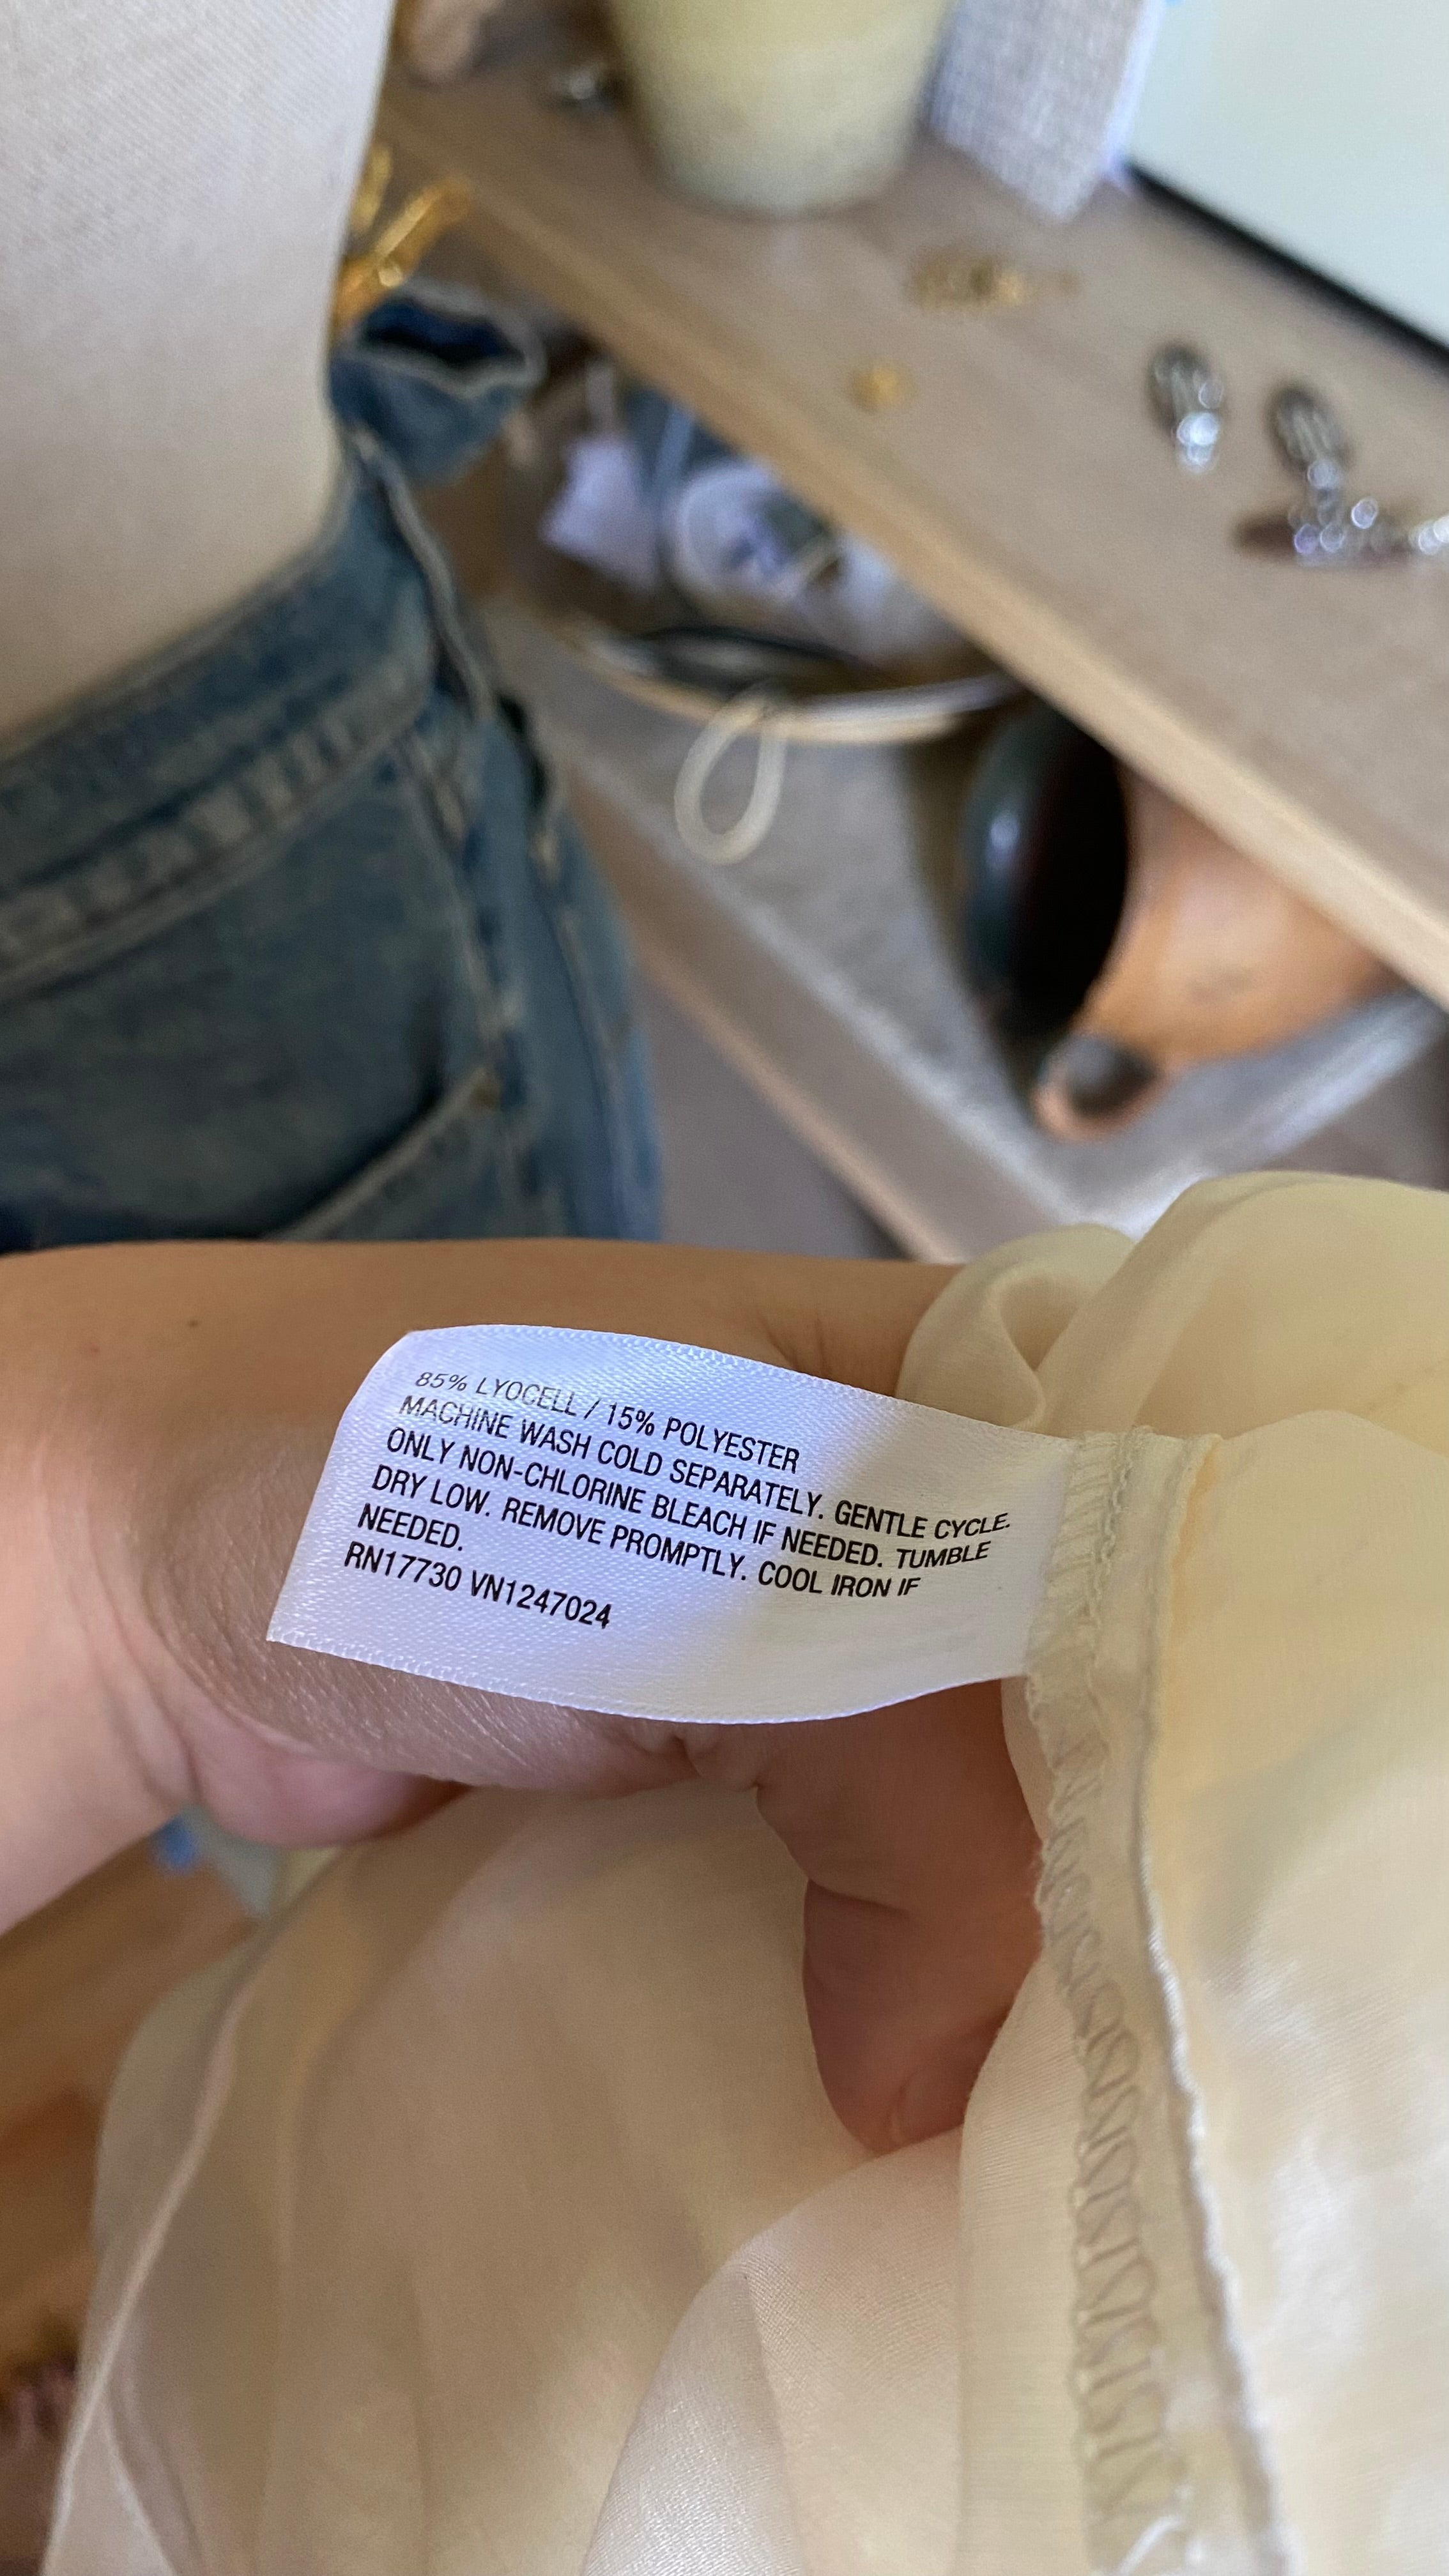 85% LYOCELL / 15% POLYESTER
MACHINE WASH COLD SEPARATELY. GENTLE CYCLE.
ONLY NON-CHLORINE BLEACH IF NEEDED. TUMBLE
DRY LOW. REMOVE PROMPTLY. COOL IRON IF
NEEDED.
RN17730 VN1247024